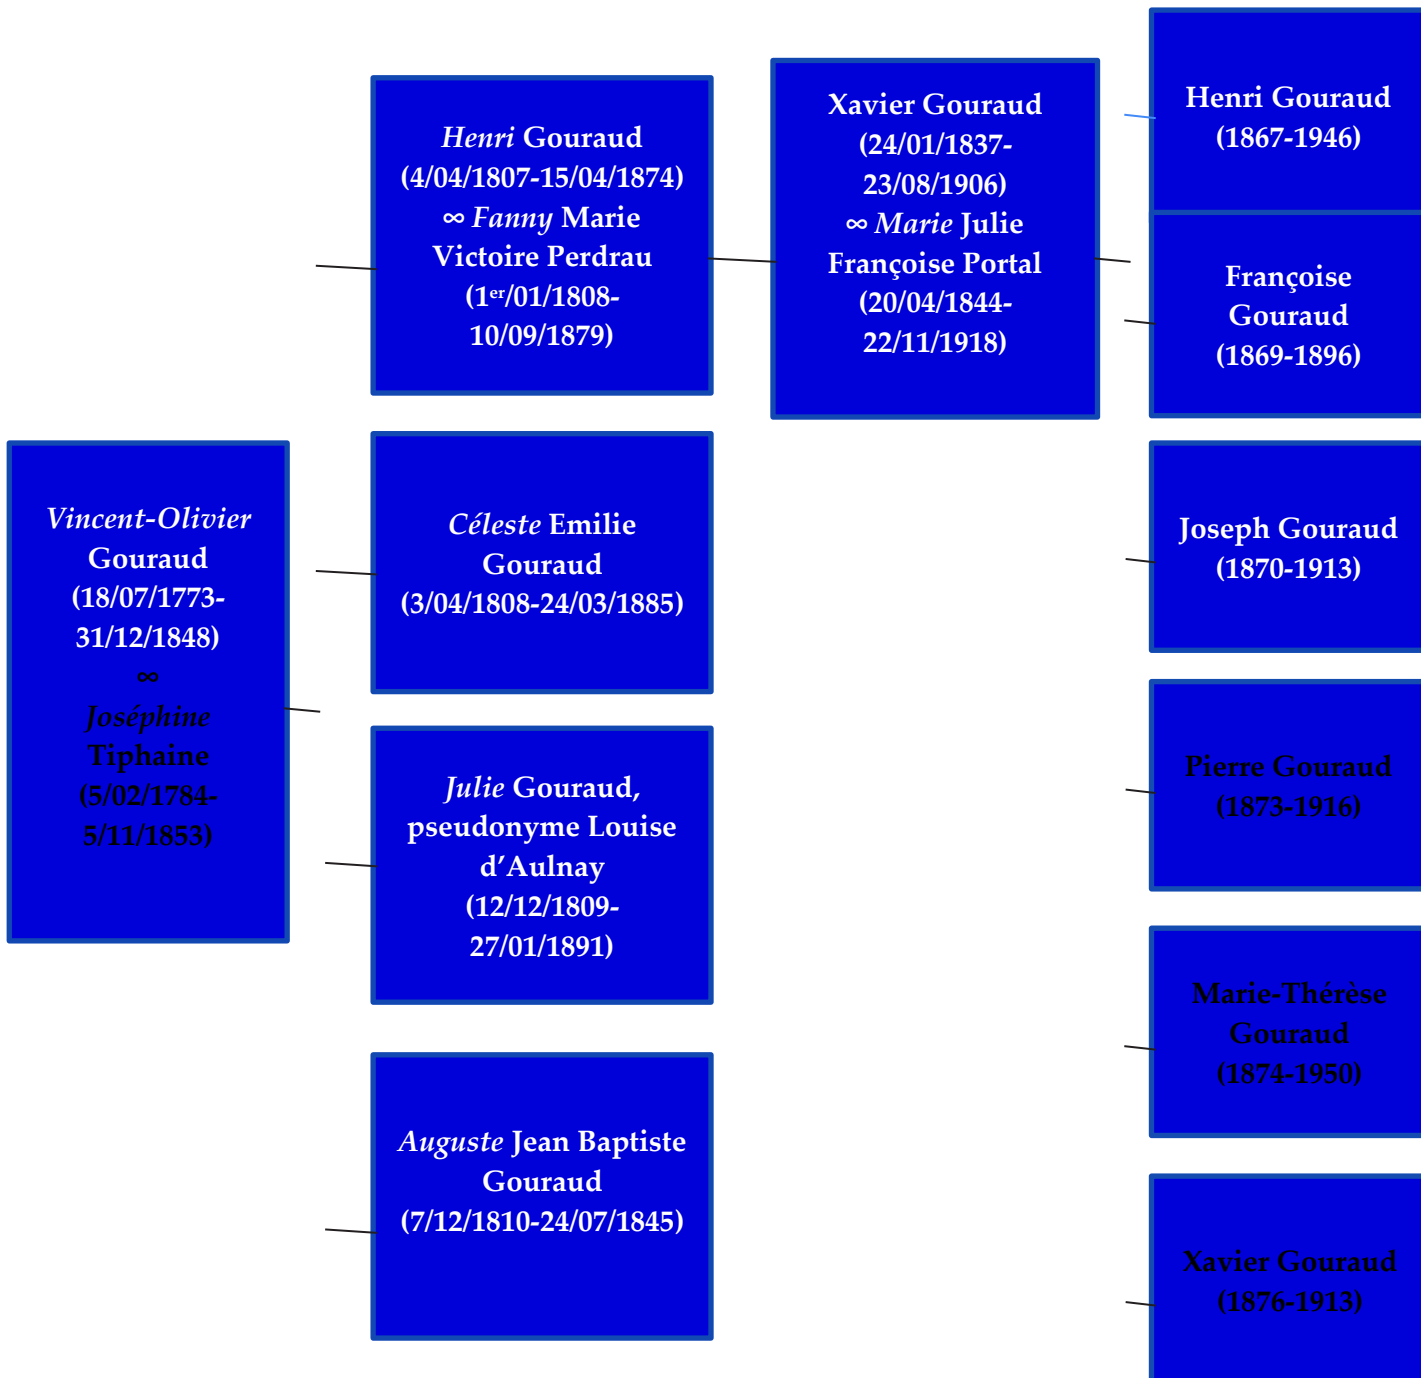 Vincent-Olivier
Gouraud
(18/07/1773-
31/12/1848)
∞
Joséphine
Tiphaine
(5/02/1784-
5/11/1853)
Henri Gouraud
(4/04/1807-15/04/1874)
∞ Fanny Marie
Victoire Perdrau
(1er/01/1808-
10/09/1879)
Céleste Emilie
Gouraud
(3/04/1808-24/03/1885)
Julie Gouraud,
pseudonyme Louise
d’Aulnay
(12/12/1809-
27/01/1891)
Auguste Jean Baptiste
Gouraud
(7/12/1810-24/07/1845)
Xavier Gouraud
(24/01/1837-
23/08/1906)
∞ Marie Julie
Françoise Portal
(20/04/1844-
22/11/1918)
Henri Gouraud
(1867-1946)
Françoise
Gouraud
(1869-1896)
Joseph Gouraud
(1870-1913)
Pierre Gouraud
(1873-1916)
Marie-Thérèse
Gouraud
(1874-1950)
Xavier Gouraud
(1876-1913)